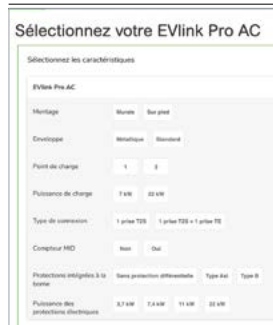 Sélectionnez votre EVlink Pro AC
Sélectionnez les caractéristiques
EVlink Pro AC
Montage Murale Sur pied
Enveloppe Métallique Standard
Point de charge 1 2
Puissance de charge 7 kW 22 kW
Type de connexion 1 prise T2S 1 prise T2S + 1 prise TE
Compteur MID Non Oui
Protections intégrées à la Sans protection différentielle Type Asi Type B
borne
Puissance des 3,7 kW 7,4 kW 11 kW 22 kW
protections électriques